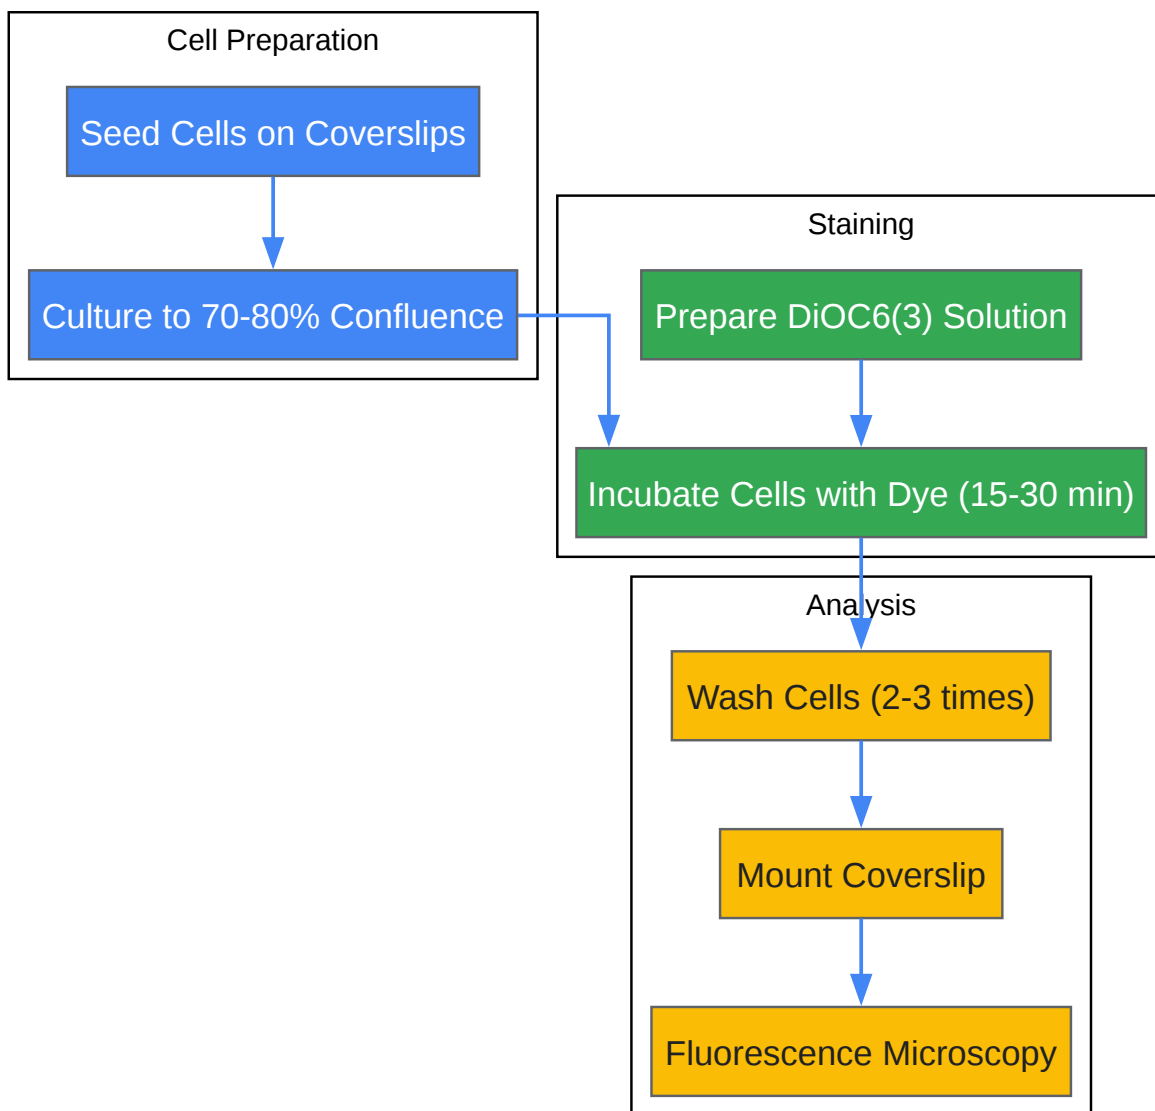 Cell Preparation
Seed Cells on Coverslips
Culture to 70-80% Confluence
Staining
Prepare DiOC6(3) Solution
Incubate Cells with Dye (15-30 min)
Analysis
Wash Cells (2-3 times)
Mount Coverslip
Fluorescence Microscopy